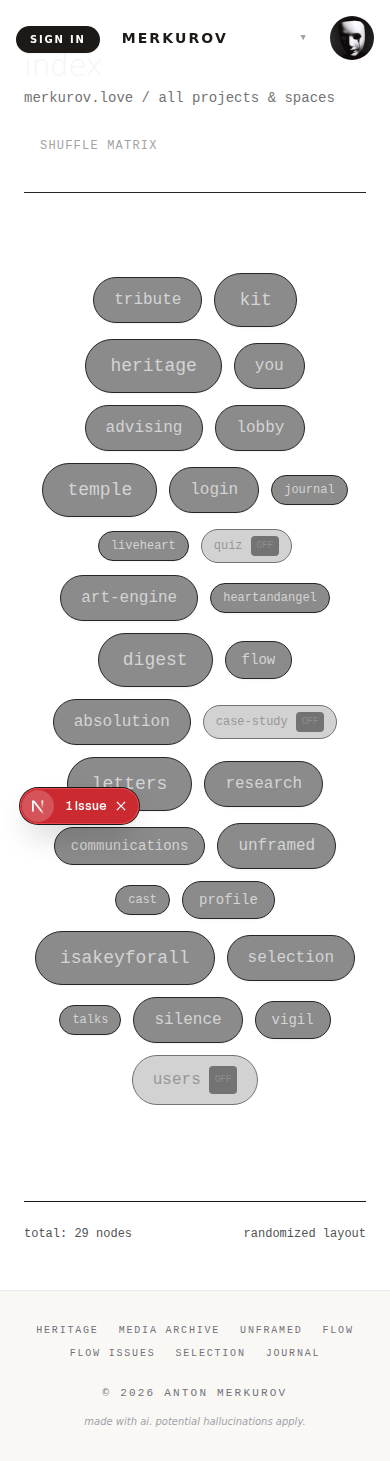 SIGN IN MERKUROV ▼
index
merkurov.love / all projects & spaces
SHUFFLE MATRIX
tribute kit
heritage you
advising lobby
temple login journal
liveheart quiz OFF
art-engine heartandangel
digest flow
absolution case-study OFF
letters research
N 1 Issue ×
communications unframed
cast profile
isakeyforall selection
talks silence vigil
users OFF
total: 29 nodes randomized layout
HERITAGE MEDIA ARCHIVE UNFRAMED FLOW
FLOW ISSUES SELECTION JOURNAL
© 2026 ANTON MERKUROV
made with ai. potential hallucinations apply.